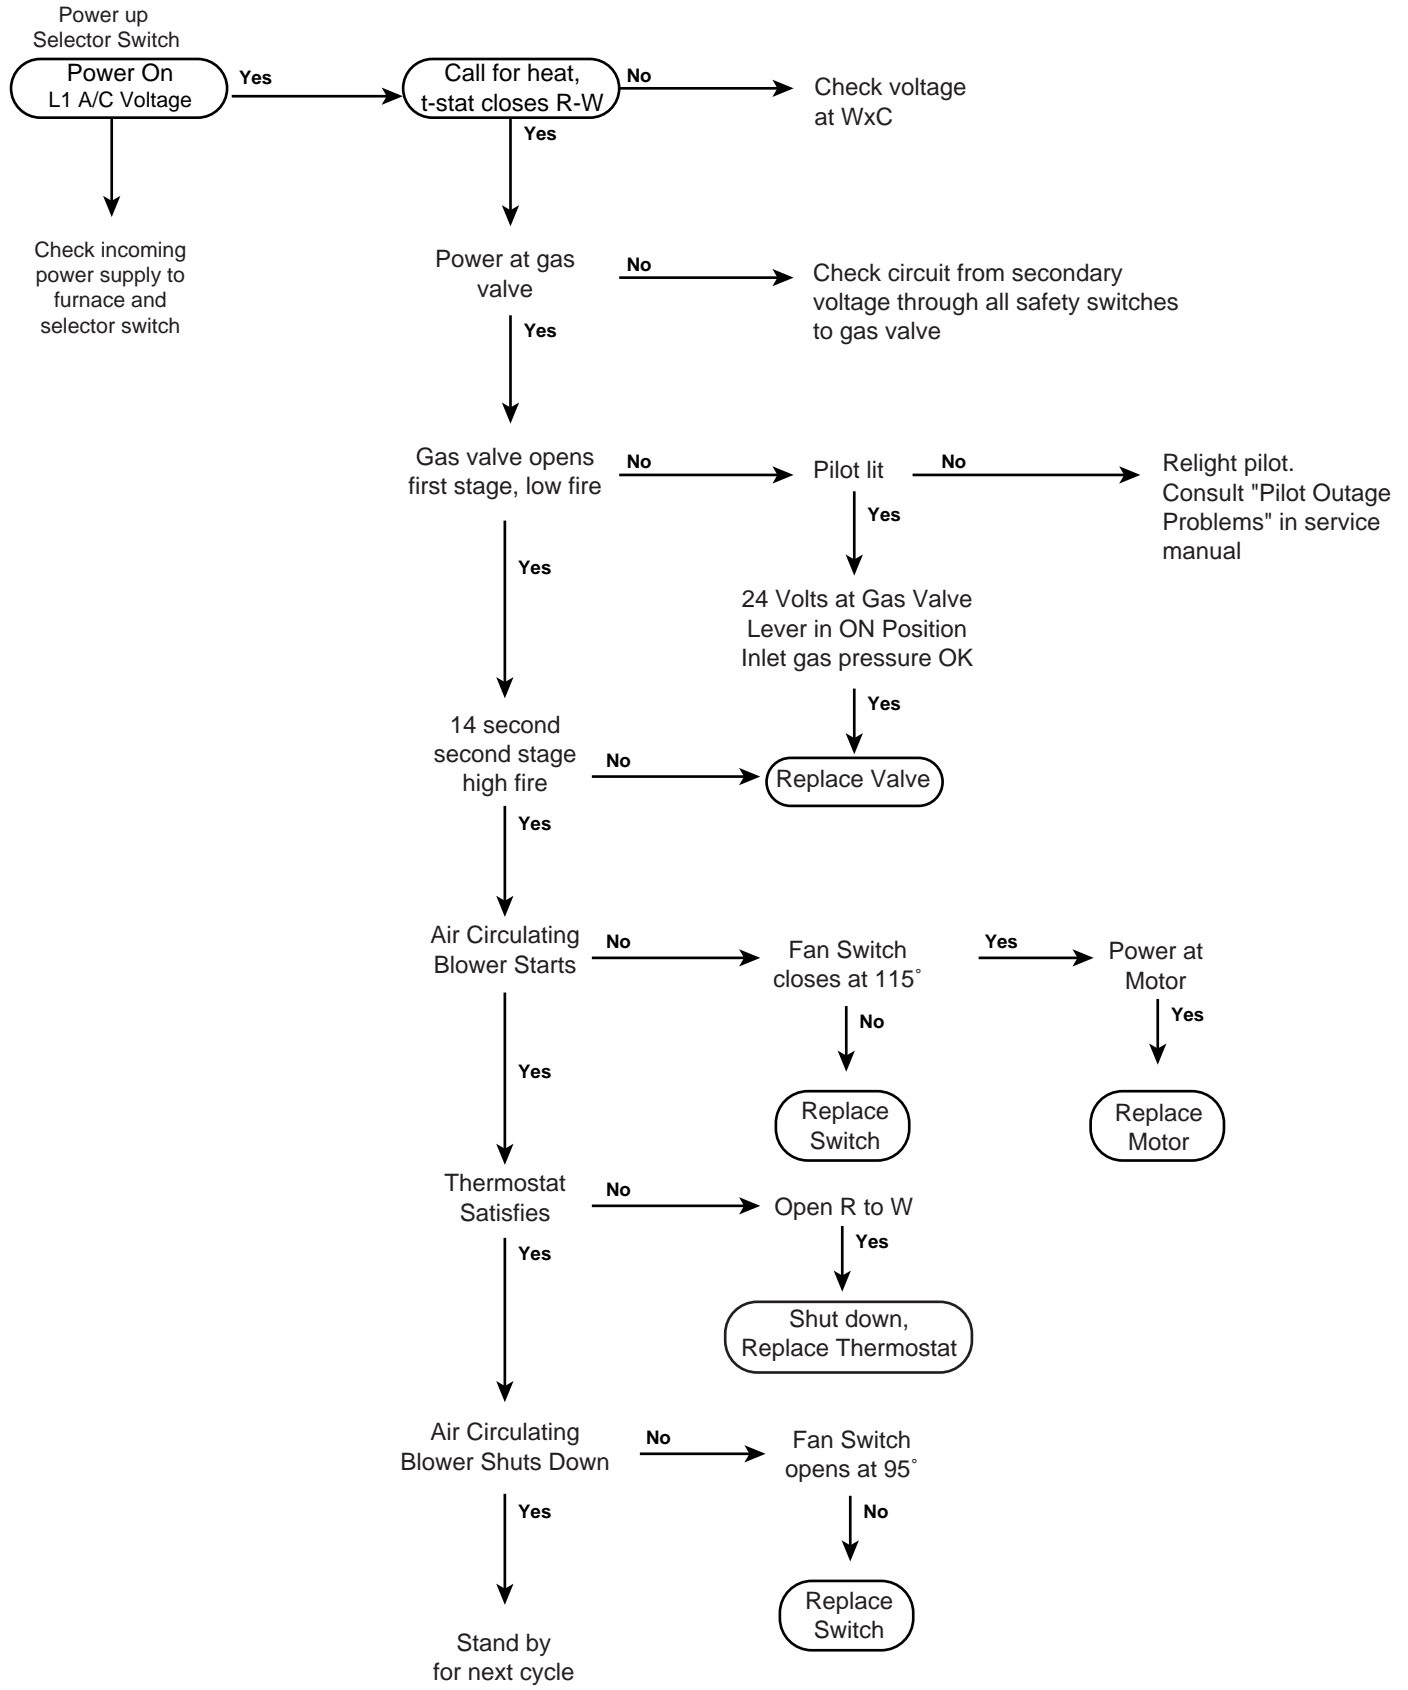 Power up
Selector Switch
Power On
L1 A/C Voltage
Yes
Call for heat,
t-stat closes R-W
No
Check voltage
at WxC
Yes
Check incoming
power supply to
furnace and
selector switch
Power at gas
valve
No
Check circuit from secondary
voltage through all safety switches
to gas valve
Yes
Gas valve opens
first stage, low fire
No
Pilot lit
No
Relight pilot.
Consult "Pilot Outage
Problems" in service
manual
Yes
Yes
24 Volts at Gas Valve
Lever in ON Position
Inlet gas pressure OK
Yes
14 second
second stage
high fire
No
Replace Valve
Yes
Air Circulating
Blower Starts
No
Fan Switch
closes at 115˚
Yes
Power at
Motor
No
Yes
Yes
Replace
Switch
Replace
Motor
Thermostat
Satisfies
No
Open R to W
Yes
Yes
Shut down,
Replace Thermostat
Air Circulating
Blower Shuts Down
No
Fan Switch
opens at 95˚
Yes
No
Replace
Switch
Stand by
for next cycle